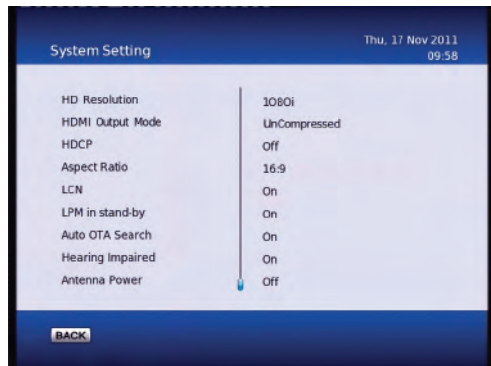 System Setting
Thu, 17 Nov 2011
09:58
HD Resolution 1080i
HDMI Output Mode UnCompressed
HDCP Off
Aspect Ratio 16:9
LCN On
LPM in stand-by On
Auto OTA Search On
Hearing Impaired On
Antenna Power Off
BACK